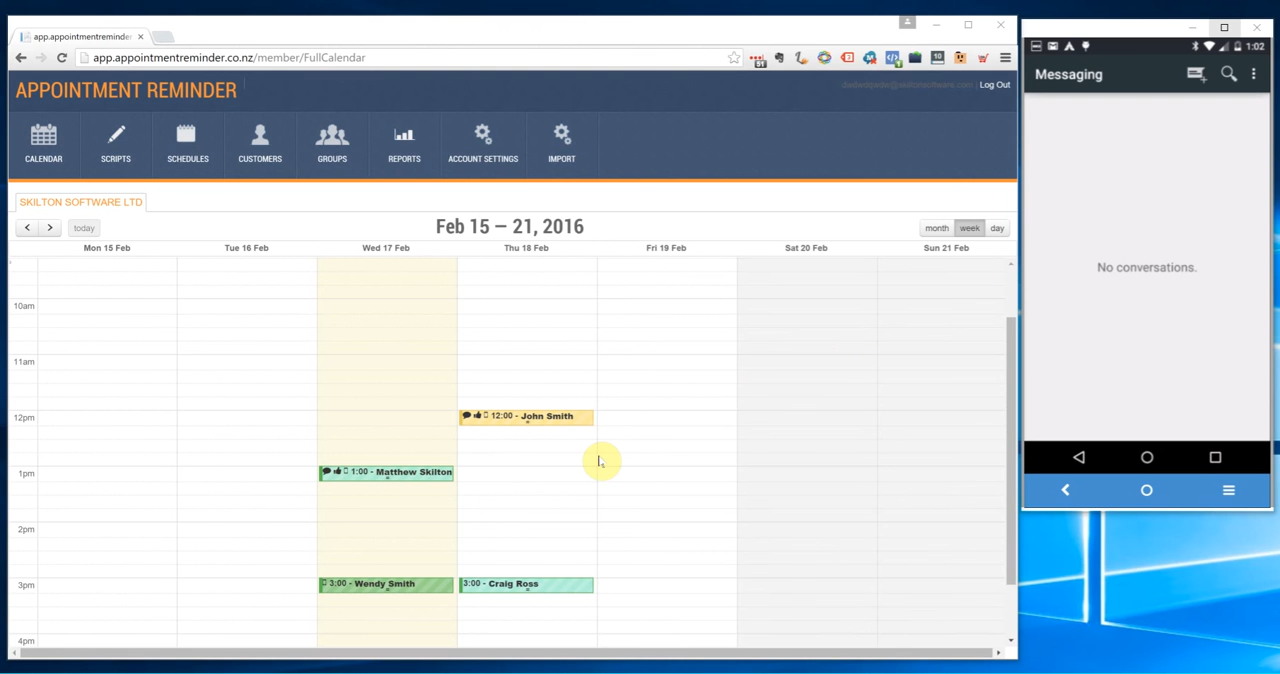 app.appointmentreminder.co.nz/member/FullCalendar
APPOINTMENT REMINDER
Log Out
CALENDAR
SCRIPTS
SCHEDULES
CUSTOMERS
GROUPS
REPORTS
ACCOUNT SETTINGS
IMPORT
SKILTON SOFTWARE LTD
today
Feb 15 — 21, 2016
month week day
Mon 15 Feb
Tue 16 Feb
Wed 17 Feb
Thu 18 Feb
Fri 19 Feb
Sat 20 Feb
Sun 21 Feb
10am
11am
12pm
12:00 - John Smith
1pm
1:00 - Matthew Skilton
2pm
3pm
3:00 - Wendy Smith
3:00 - Craig Ross
4pm
1:02
Messaging
No conversations.